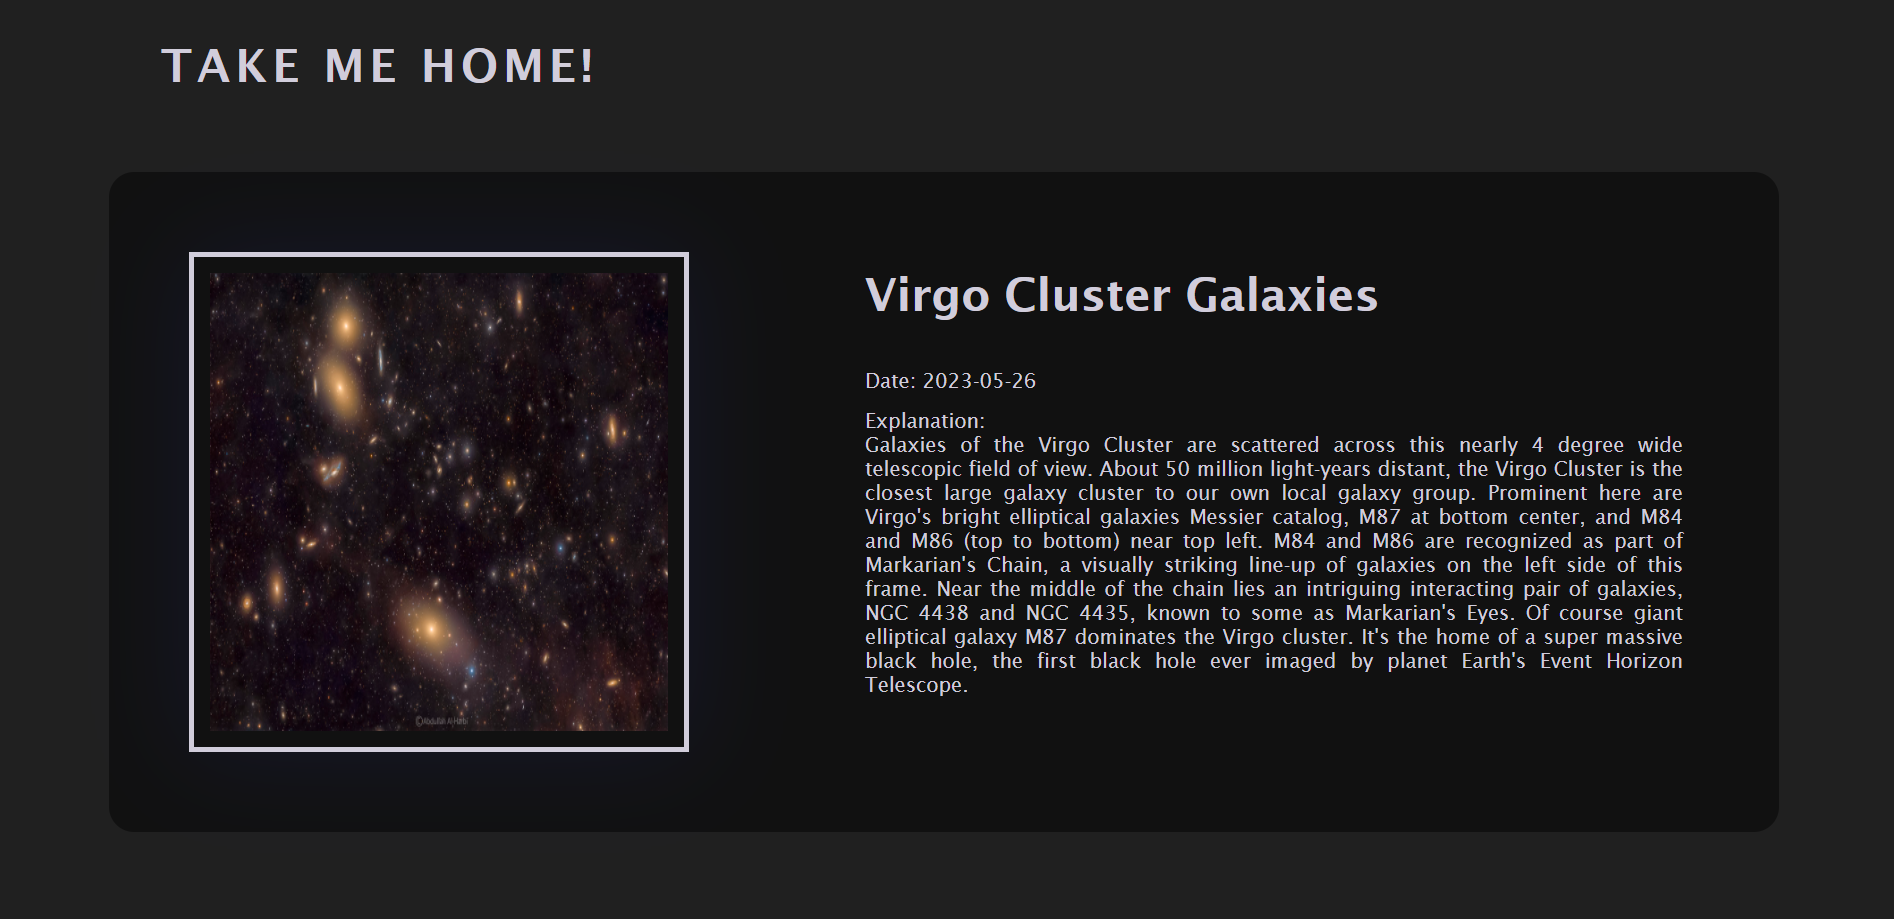 TAKE ME HOME!
Virgo Cluster Galaxies
Date: 2023-05-26
Explanation:
Galaxies of the Virgo Cluster are scattered across this nearly 4 degree wide
telescopic field of view. About 50 million light-years distant, the Virgo Cluster is the
closest large galaxy cluster to our own local galaxy group. Prominent here are
Virgo's bright elliptical galaxies Messier catalog, M87 at bottom center, and M84
and M86 (top to bottom) near top left. M84 and M86 are recognized as part of
Markarian's Chain, a visually striking line-up of galaxies on the left side of this
frame. Near the middle of the chain lies an intriguing interacting pair of galaxies,
NGC 4438 and NGC 4435, known to some as Markarian's Eyes. Of course giant
elliptical galaxy M87 dominates the Virgo cluster. It's the home of a super massive
black hole, the first black hole ever imaged by planet Earth's Event Horizon
Telescope.